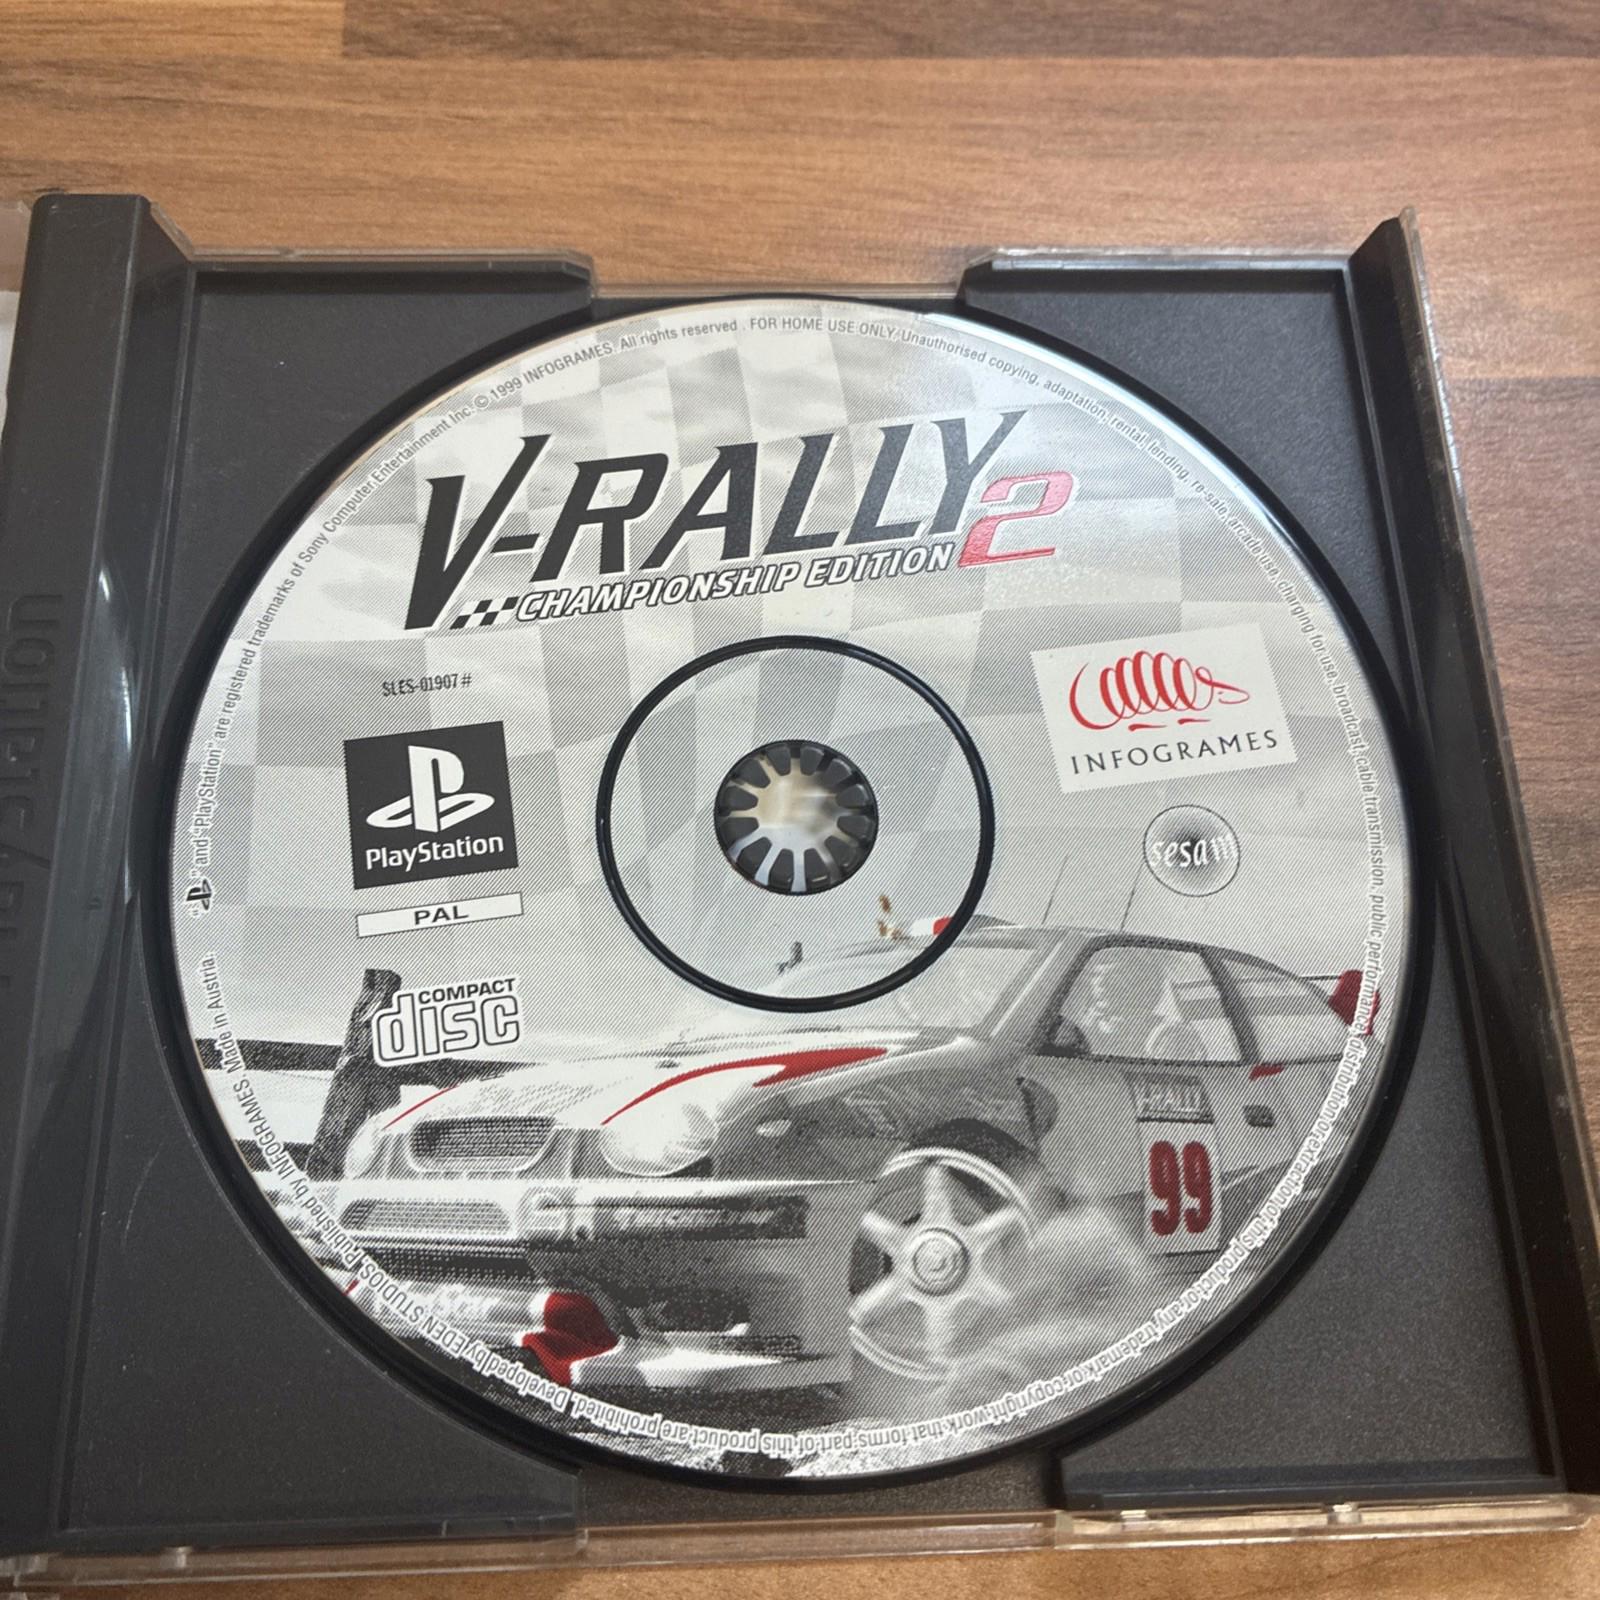 V-RALLY 2
CHAMPIONSHIP EDITION
SLES-01907#
PlayStation
PAL
COMPACT
disc
INFOGRAMES
sesam
V-RALLY
99
" " and "PlayStation" are registered trademarks of Sony Computer Entertainment Inc. © 1999 INFOGRAMES. All rights reserved . FOR HOME USE ONLY. Unauthorised copying, adaptation, rental, lending, re-sale, arcade use, charging for use, broadcast, cable transmission, public performance, distribution or extraction of this product or any trademark or copyright work that forms part of this product are prohibited. Developed by EDEN STUDIOS. Published by INFOGRAMES. Made in Austria.
PlayStation